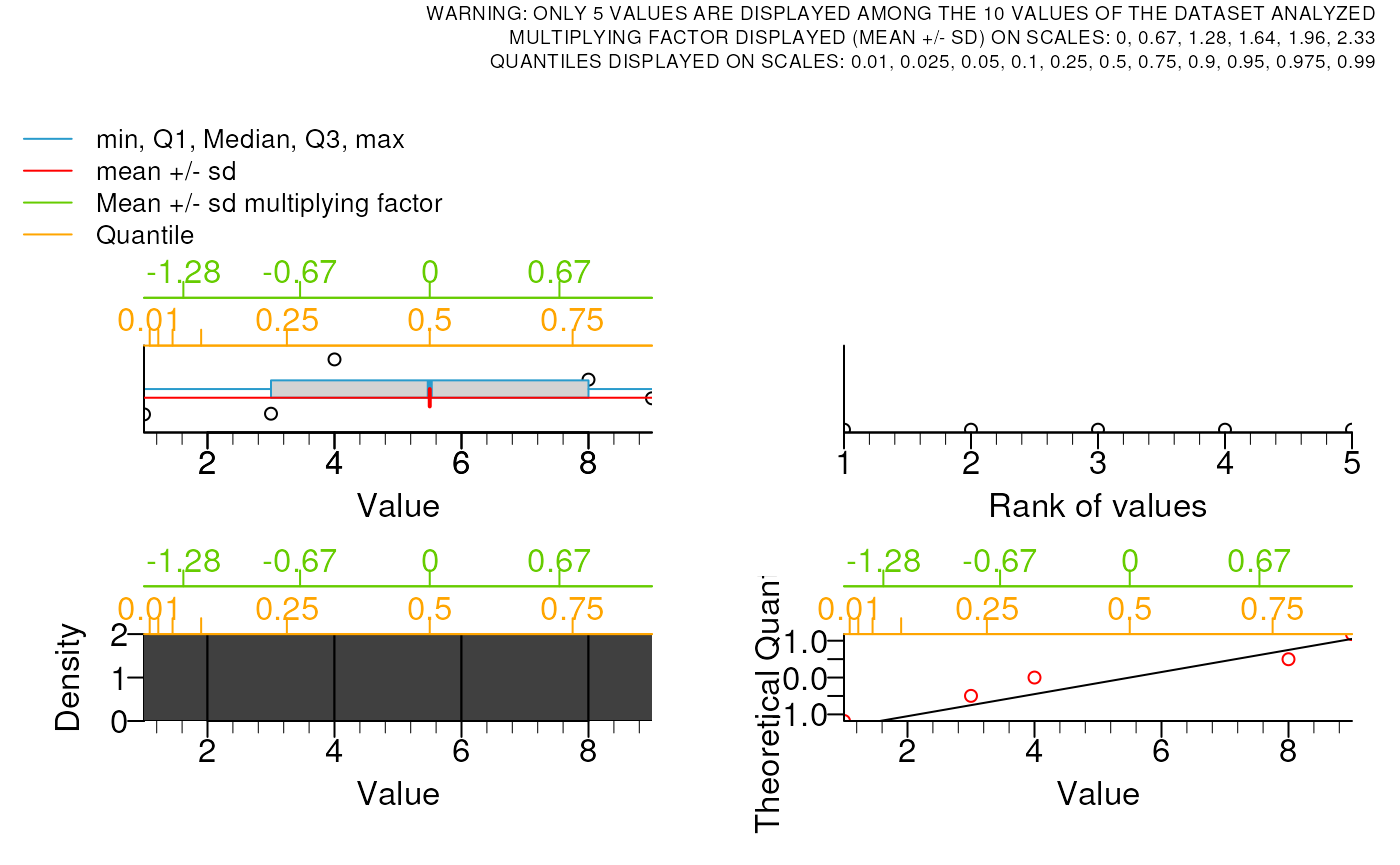 WARNING: ONLY 5 VALUES ARE DISPLAYED AMONG THE 10 VALUES OF THE DATASET ANALYZED
MULTIPLYING FACTOR DISPLAYED (MEAN +/- SD) ON SCALES: 0, 0.67, 1.28, 1.64, 1.96, 2.33
QUANTILES DISPLAYED ON SCALES: 0.01, 0.025, 0.05, 0.1, 0.25, 0.5, 0.75, 0.9, 0.95, 0.975, 0.99
min, Q1, Median, Q3, max
mean +/- sd
Mean +/- sd multiplying factor
Quantile
-1.28 -0.67 0 0.67
0.01 0.25 0.5 0.75
2 4 6 8
Value
1 2 3 4 5
Rank of values
-1.28 -0.67 0 0.67
0.01 0.25 0.5 0.75
Density
2
1
0
2 4 6 8
Value
-1.28 -0.67 0 0.67
0.01 0.25 0.5 0.75
Theoretical Quan
1.0
0.0
1.0
2 4 6 8
Value